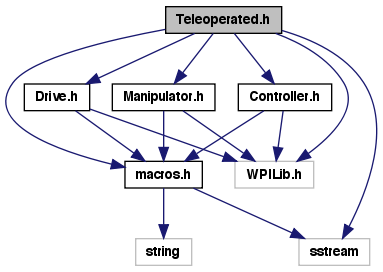 Teleoperated.h
Drive.h
Manipulator.h
Controller.h
macros.h
WPILib.h
string
sstream